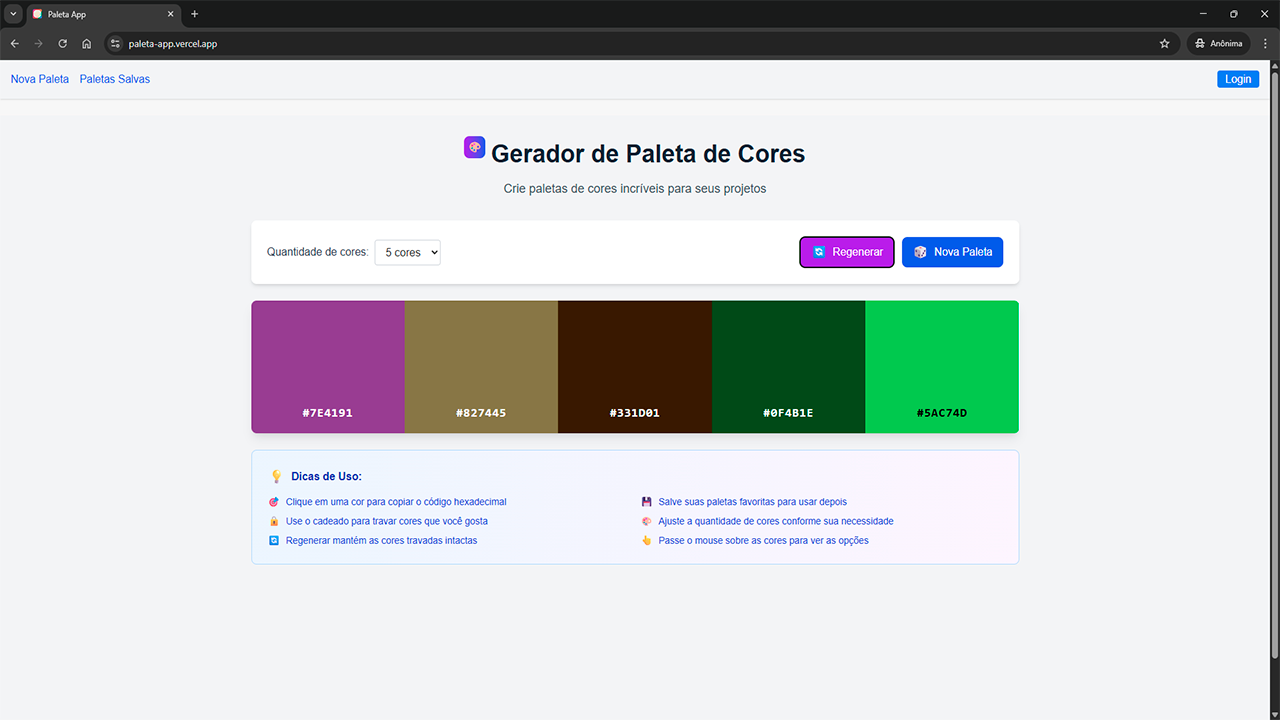 Paleta App
paleta-app.vercel.app
Anônima
Nova Paleta Paletas Salvas
Login
Gerador de Paleta de Cores
Crie paletas de cores incríveis para seus projetos
Quantidade de cores: 5 cores
Regenerar
Nova Paleta
#7E4191
#827445
#331D01
#0F4B1E
#5AC74D
Dicas de Uso:
Clique em uma cor para copiar o código hexadecimal
Use o cadeado para travar cores que você gosta
Regenerar mantém as cores travadas intactas
Salve suas paletas favoritas para usar depois
Ajuste a quantidade de cores conforme sua necessidade
Passe o mouse sobre as cores para ver as opções